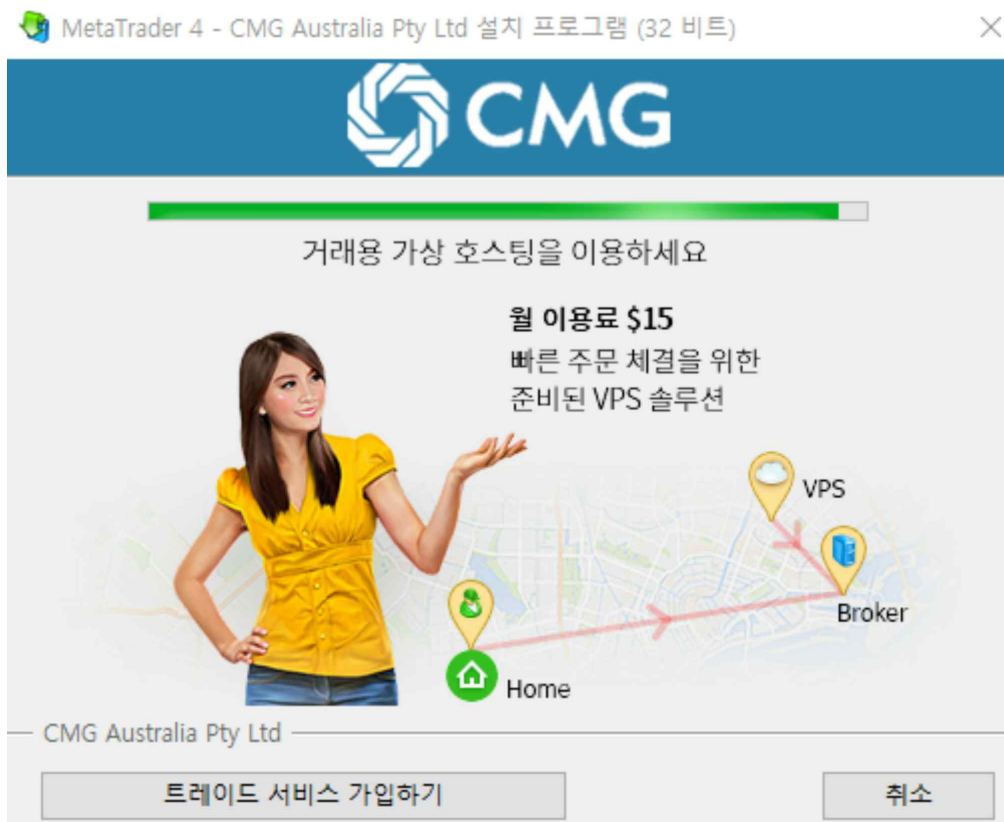 MetaTrader 4 - CMG Australia Pty Ltd 설치 프로그램 (32 비트)
CMG
거래용 가상 호스팅을 이용하세요
월 이용료 $15
빠른 주문 체결을 위한
준비된 VPS 솔루션
VPS
Broker
Home
CMG Australia Pty Ltd
트레이드 서비스 가입하기
취소